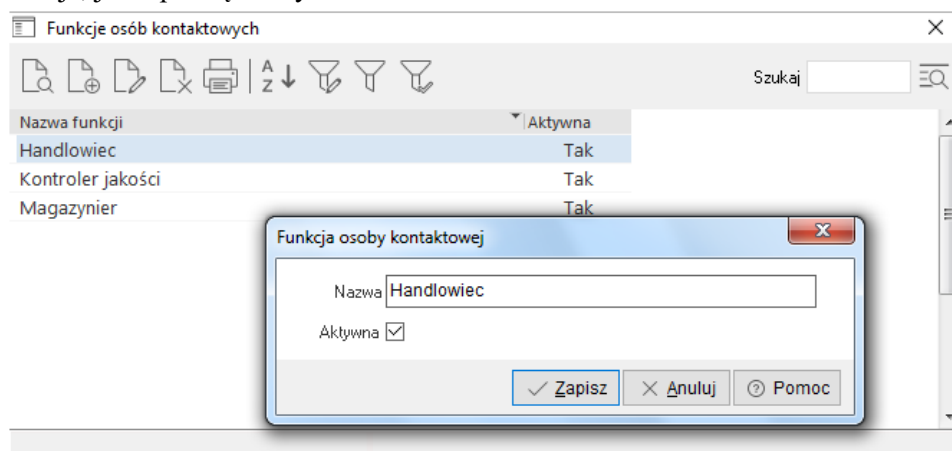 Funkcje osób kontaktowych
A
Z
Szukaj
Nazwa funkcji Aktywna
Handlowiec Tak
Kontroler jakości Tak
Magazynier Tak
Funkcja osoby kontaktowej
Nazwa Handlowiec
Aktywna
Zapisz Anuluj Pomoc